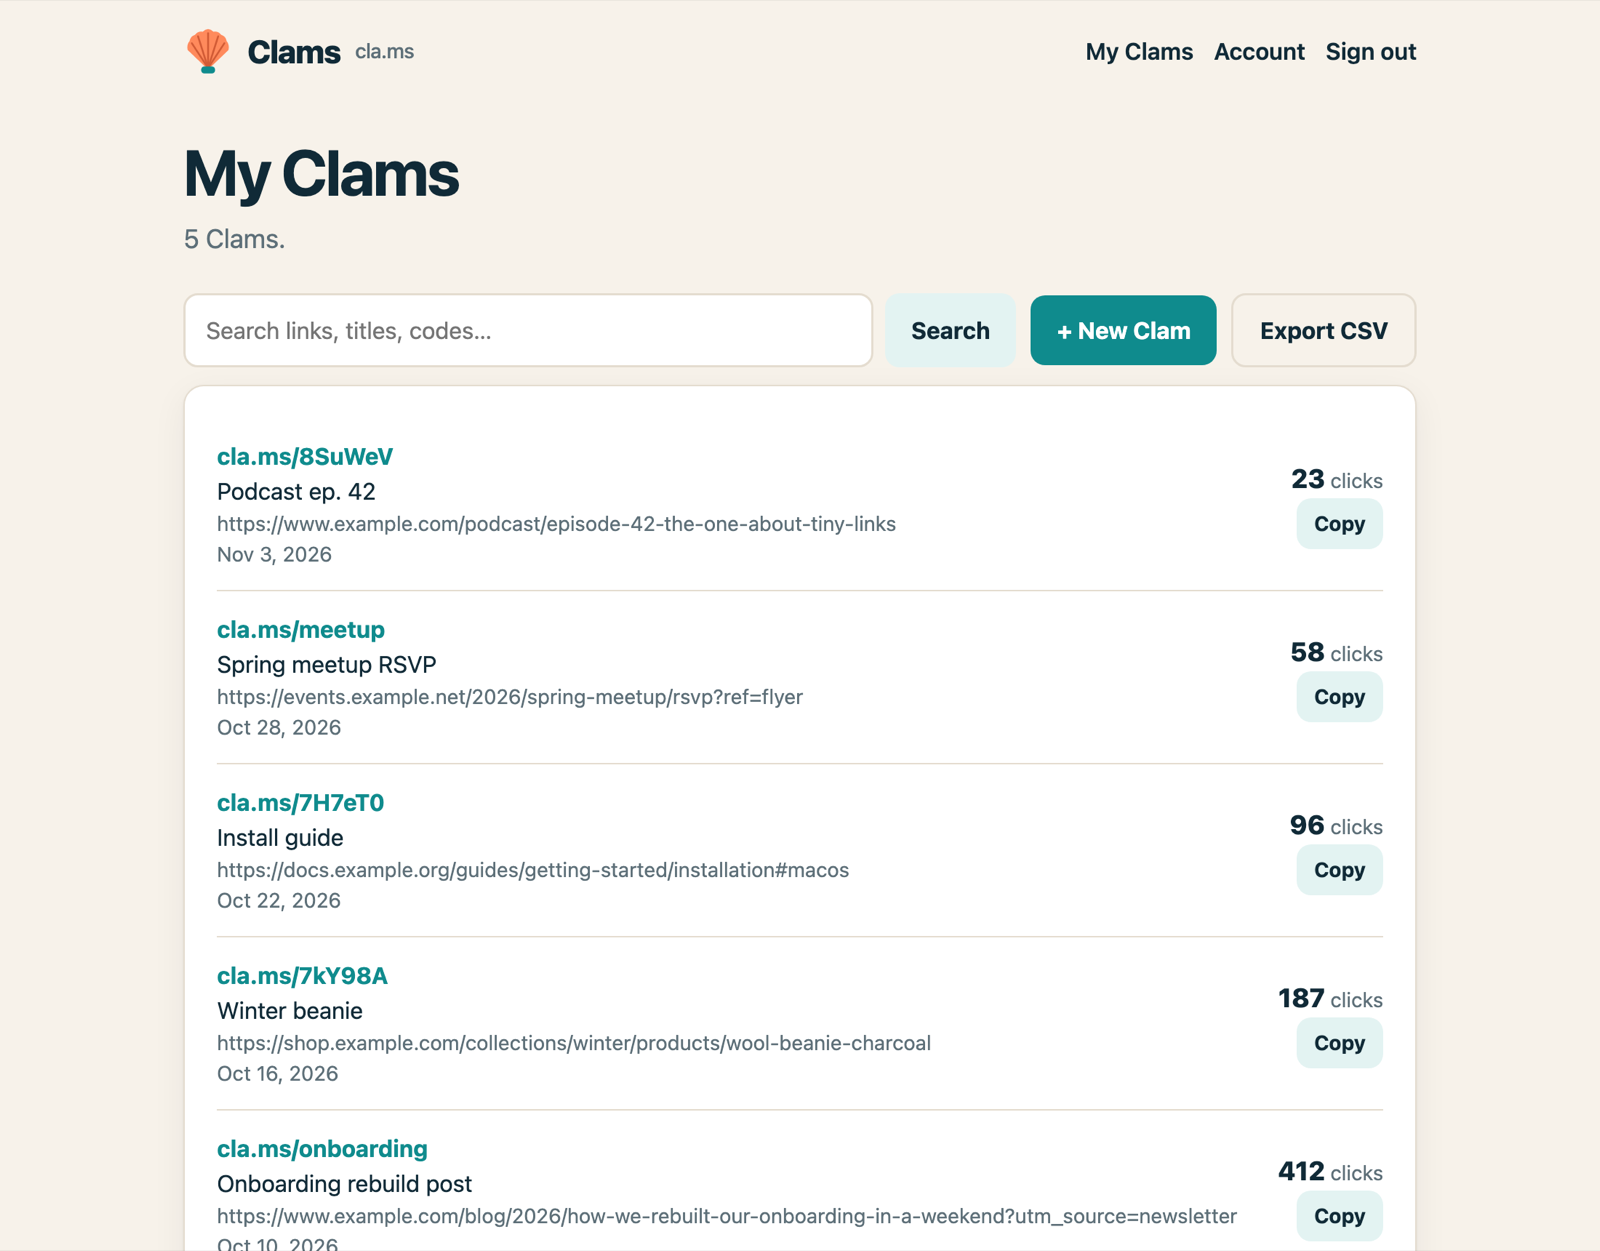 Clams cla.ms
My Clams Account Sign out
My Clams
5 Clams.
Search links, titles, codes...
Search
+ New Clam
Export CSV
cla.ms/8SuWeV
Podcast ep. 42
https://www.example.com/podcast/episode-42-the-one-about-tiny-links
Nov 3, 2026
23 clicks
Copy
cla.ms/meetup
Spring meetup RSVP
https://events.example.net/2026/spring-meetup/rsvp?ref=flyer
Oct 28, 2026
58 clicks
Copy
cla.ms/7H7eT0
Install guide
https://docs.example.org/guides/getting-started/installation#macos
Oct 22, 2026
96 clicks
Copy
cla.ms/7kY98A
Winter beanie
https://shop.example.com/collections/winter/products/wool-beanie-charcoal
Oct 16, 2026
187 clicks
Copy
cla.ms/onboarding
Onboarding rebuild post
https://www.example.com/blog/2026/how-we-rebuilt-our-onboarding-in-a-weekend?utm_source=newsletter
Oct 10, 2026
412 clicks
Copy